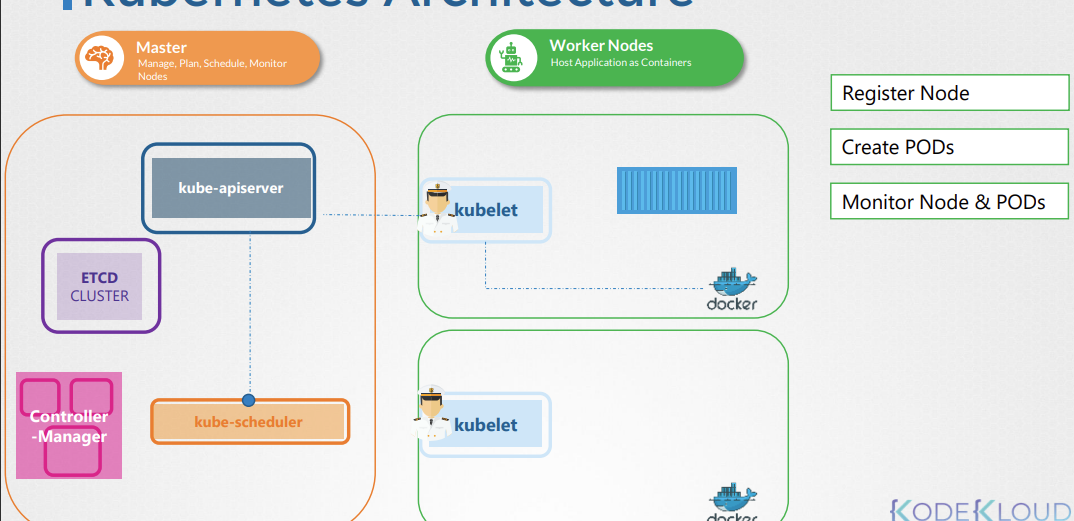 Kubernetes Architecture
Master
Manage, Plan, Schedule, Monitor
Nodes
Worker Nodes
Host Application as Containers
Register Node
Create PODs
Monitor Node & PODs
kube-apiserver
kubelet
ETCD
CLUSTER
docker
Controller
-Manager
kube-scheduler
kubelet
docker
KODEKLOUD